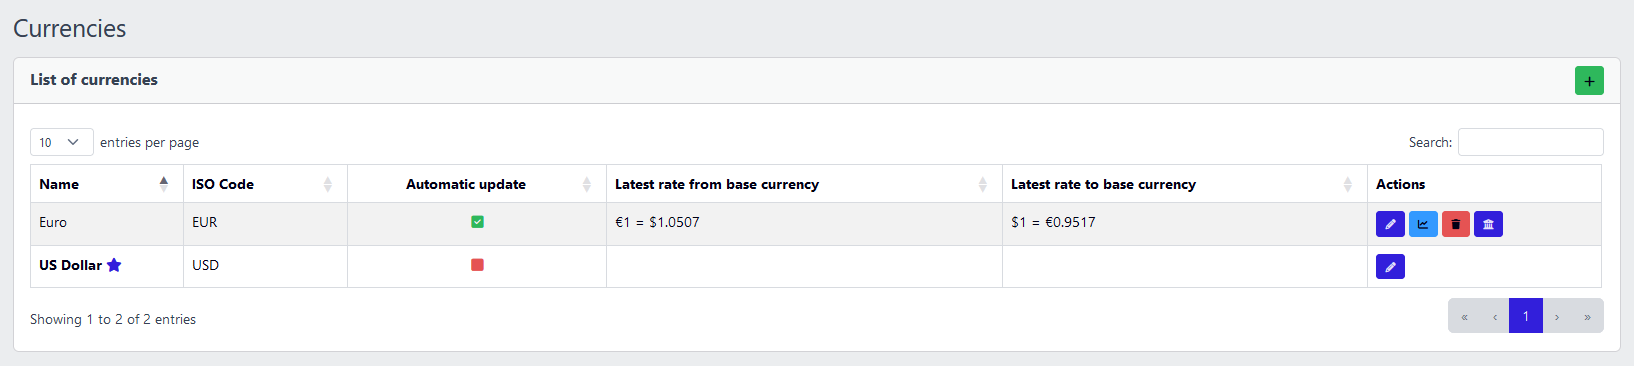 Currencies
List of currencies
10 entries per page Search:
Name ISO Code Automatic update Latest rate from base currency Latest rate to base currency Actions
Euro EUR €1 = $1.0507 $1 = €0.9517
US Dollar USD
Showing 1 to 2 of 2 entries « ‹ 1 › »